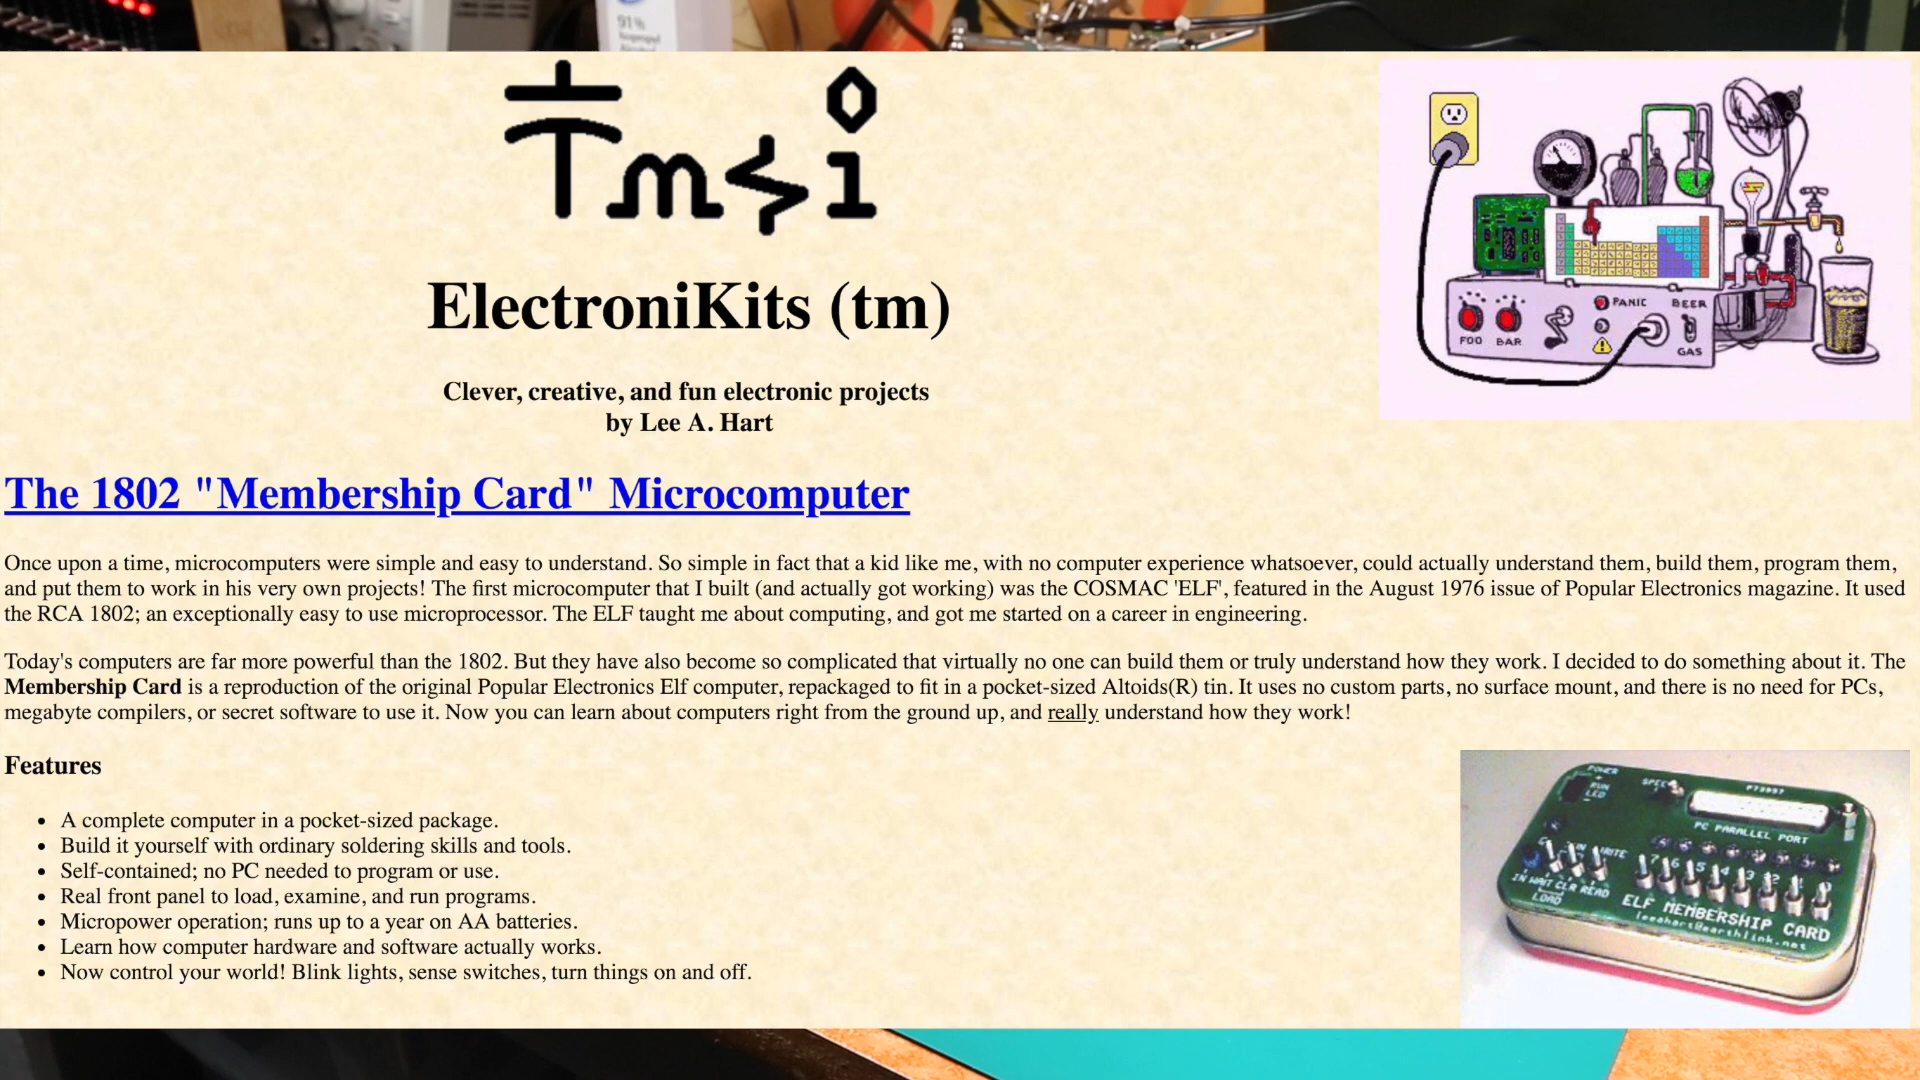 91%
Isopropyl
Alcohol
Tmsi
ElectroniKits (tm)
Clever, creative, and fun electronic projects
by Lee A. Hart
PANIC BEER
FOO BAR
GAS
The 1802 "Membership Card" Microcomputer
Once upon a time, microcomputers were simple and easy to understand. So simple in fact that a kid like me, with no computer experience whatsoever, could actually understand them, build them, program them,
and put them to work in his very own projects! The first microcomputer that I built (and actually got working) was the COSMAC 'ELF', featured in the August 1976 issue of Popular Electronics magazine. It used
the RCA 1802; an exceptionally easy to use microprocessor. The ELF taught me about computing, and got me started on a career in engineering.
Today's computers are far more powerful than the 1802. But they have also become so complicated that virtually no one can build them or truly understand how they work. I decided to do something about it. The
Membership Card is a reproduction of the original Popular Electronics Elf computer, repackaged to fit in a pocket-sized Altoids(R) tin. It uses no custom parts, no surface mount, and there is no need for PCs,
megabyte compilers, or secret software to use it. Now you can learn about computers right from the ground up, and really understand how they work!
Features
A complete computer in a pocket-sized package.
Build it yourself with ordinary soldering skills and tools.
Self-contained; no PC needed to program or use.
Real front panel to load, examine, and run programs.
Micropower operation; runs up to a year on AA batteries.
Learn how computer hardware and software actually works.
Now control your world! Blink lights, sense switches, turn things on and off.
POWER
RUN
LED
PC PARALLEL PORT
IN WAIT CLR READ
LOAD
ELF MEMBERSHIP CARD
leeahart@earthlink.net